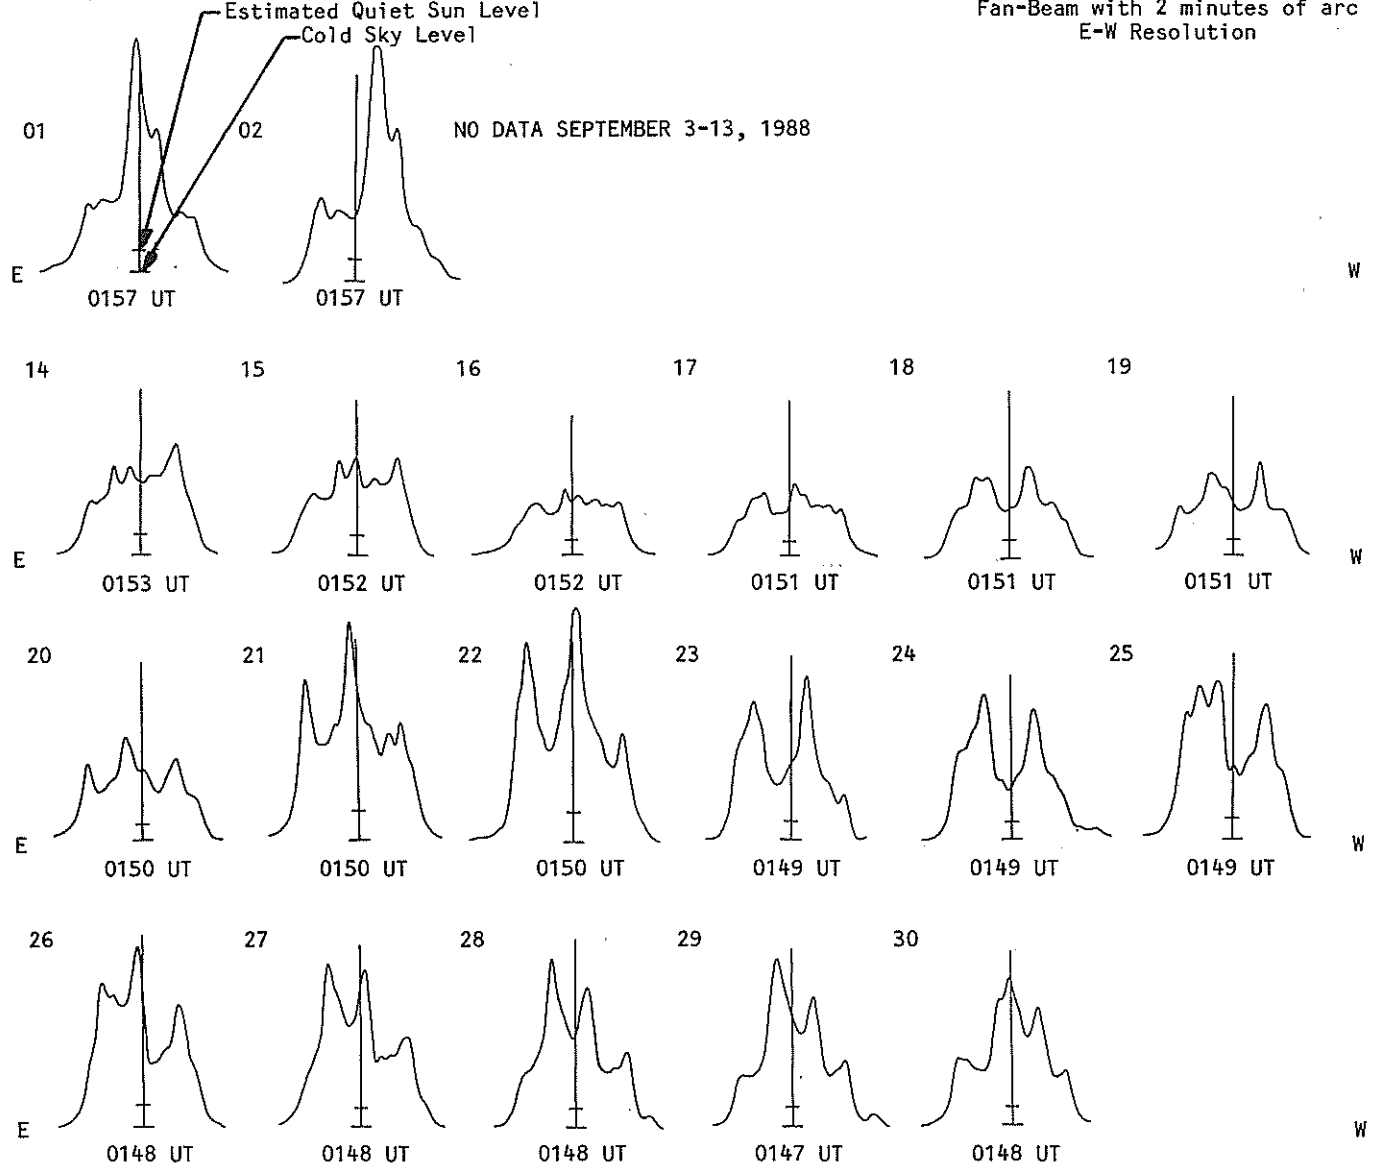 Estimated Quiet Sun Level
Cold Sky Level
Fan-Beam with 2 minutes of arc
E-W Resolution
01 02 NO DATA SEPTEMBER 3-13, 1988
E W
0157 UT 0157 UT
14 15 16 17 18 19
E W
0153 UT 0152 UT 0152 UT 0151 UT 0151 UT 0151 UT
20 21 22 23 24 25
E W
0150 UT 0150 UT 0150 UT 0149 UT 0149 UT 0149 UT
26 27 28 29 30
E W
0148 UT 0148 UT 0148 UT 0147 UT 0148 UT